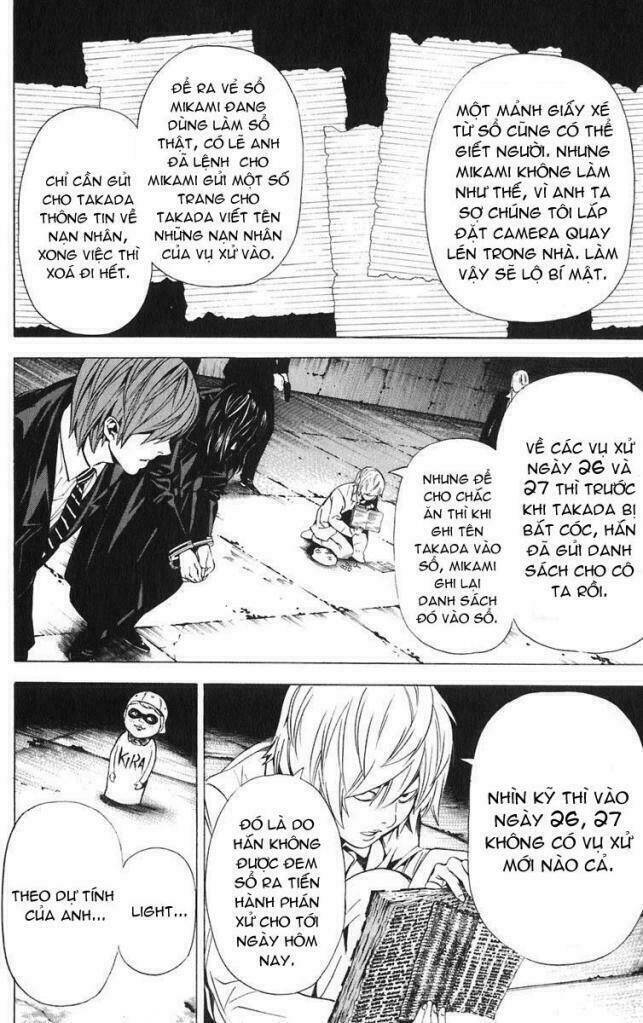 MỘT MẢNH GIẤY XÉ
TỪ SỔ CŨNG CÓ THỂ
GIẾT NGƯỜI. NHƯNG
MIKAMI KHÔNG LÀM
NHƯ THẾ, VÌ ANH TA
SỢ CHÚNG TÔI LẮP
ĐẶT CAMERA QUAY
LÉN TRONG NHÀ. LÀM
VẬY SẼ LỘ BÍ MẬT.
ĐỂ RA VẺ SỔ
MIKAMI ĐANG
DÙNG LÀM SỔ
THẬT, CÓ LẼ ANH
ĐÃ LỆNH CHO
MIKAMI GỬI MỘT SỐ
TRANG CHO
TAKADA VIẾT TÊN
NHỮNG NẠN NHÂN
CỦA VỤ XỬ VÀO.
CHỈ CẦN GỬI
CHO TAKADA
THÔNG TIN VỀ
NẠN NHÂN,
XONG VIỆC THÌ
XOÁ ĐI HẾT.
VỀ CÁC VỤ XỬ
NGÀY 26 VÀ
27 THÌ TRƯỚC
KHI TAKADA BỊ
BẮT CÓC, HẮN
ĐÃ GỬI DANH
SÁCH CHO CÔ
TA RỒI.
NHƯNG ĐỂ
CHO CHẮC
ĂN THÌ KHI
GHI TÊN
TAKADA VÀO
SỔ, MIKAMI
GHI LẠI
DANH SÁCH
ĐÓ VÀO SỔ.
NHÌN KỸ THÌ VÀO
NGÀY 26, 27
KHÔNG CÓ VỤ XỬ
MỚI NÀO CẢ.
ĐÓ LÀ DO
HẮN KHÔNG
ĐƯỢC ĐEM
SỔ RA TIẾN
HÀNH PHÁN
XỬ CHO TỚI
NGÀY HÔM
NAY.
KIRA
LIGHT...
THEO DỰ TÍNH
CỦA ANH...